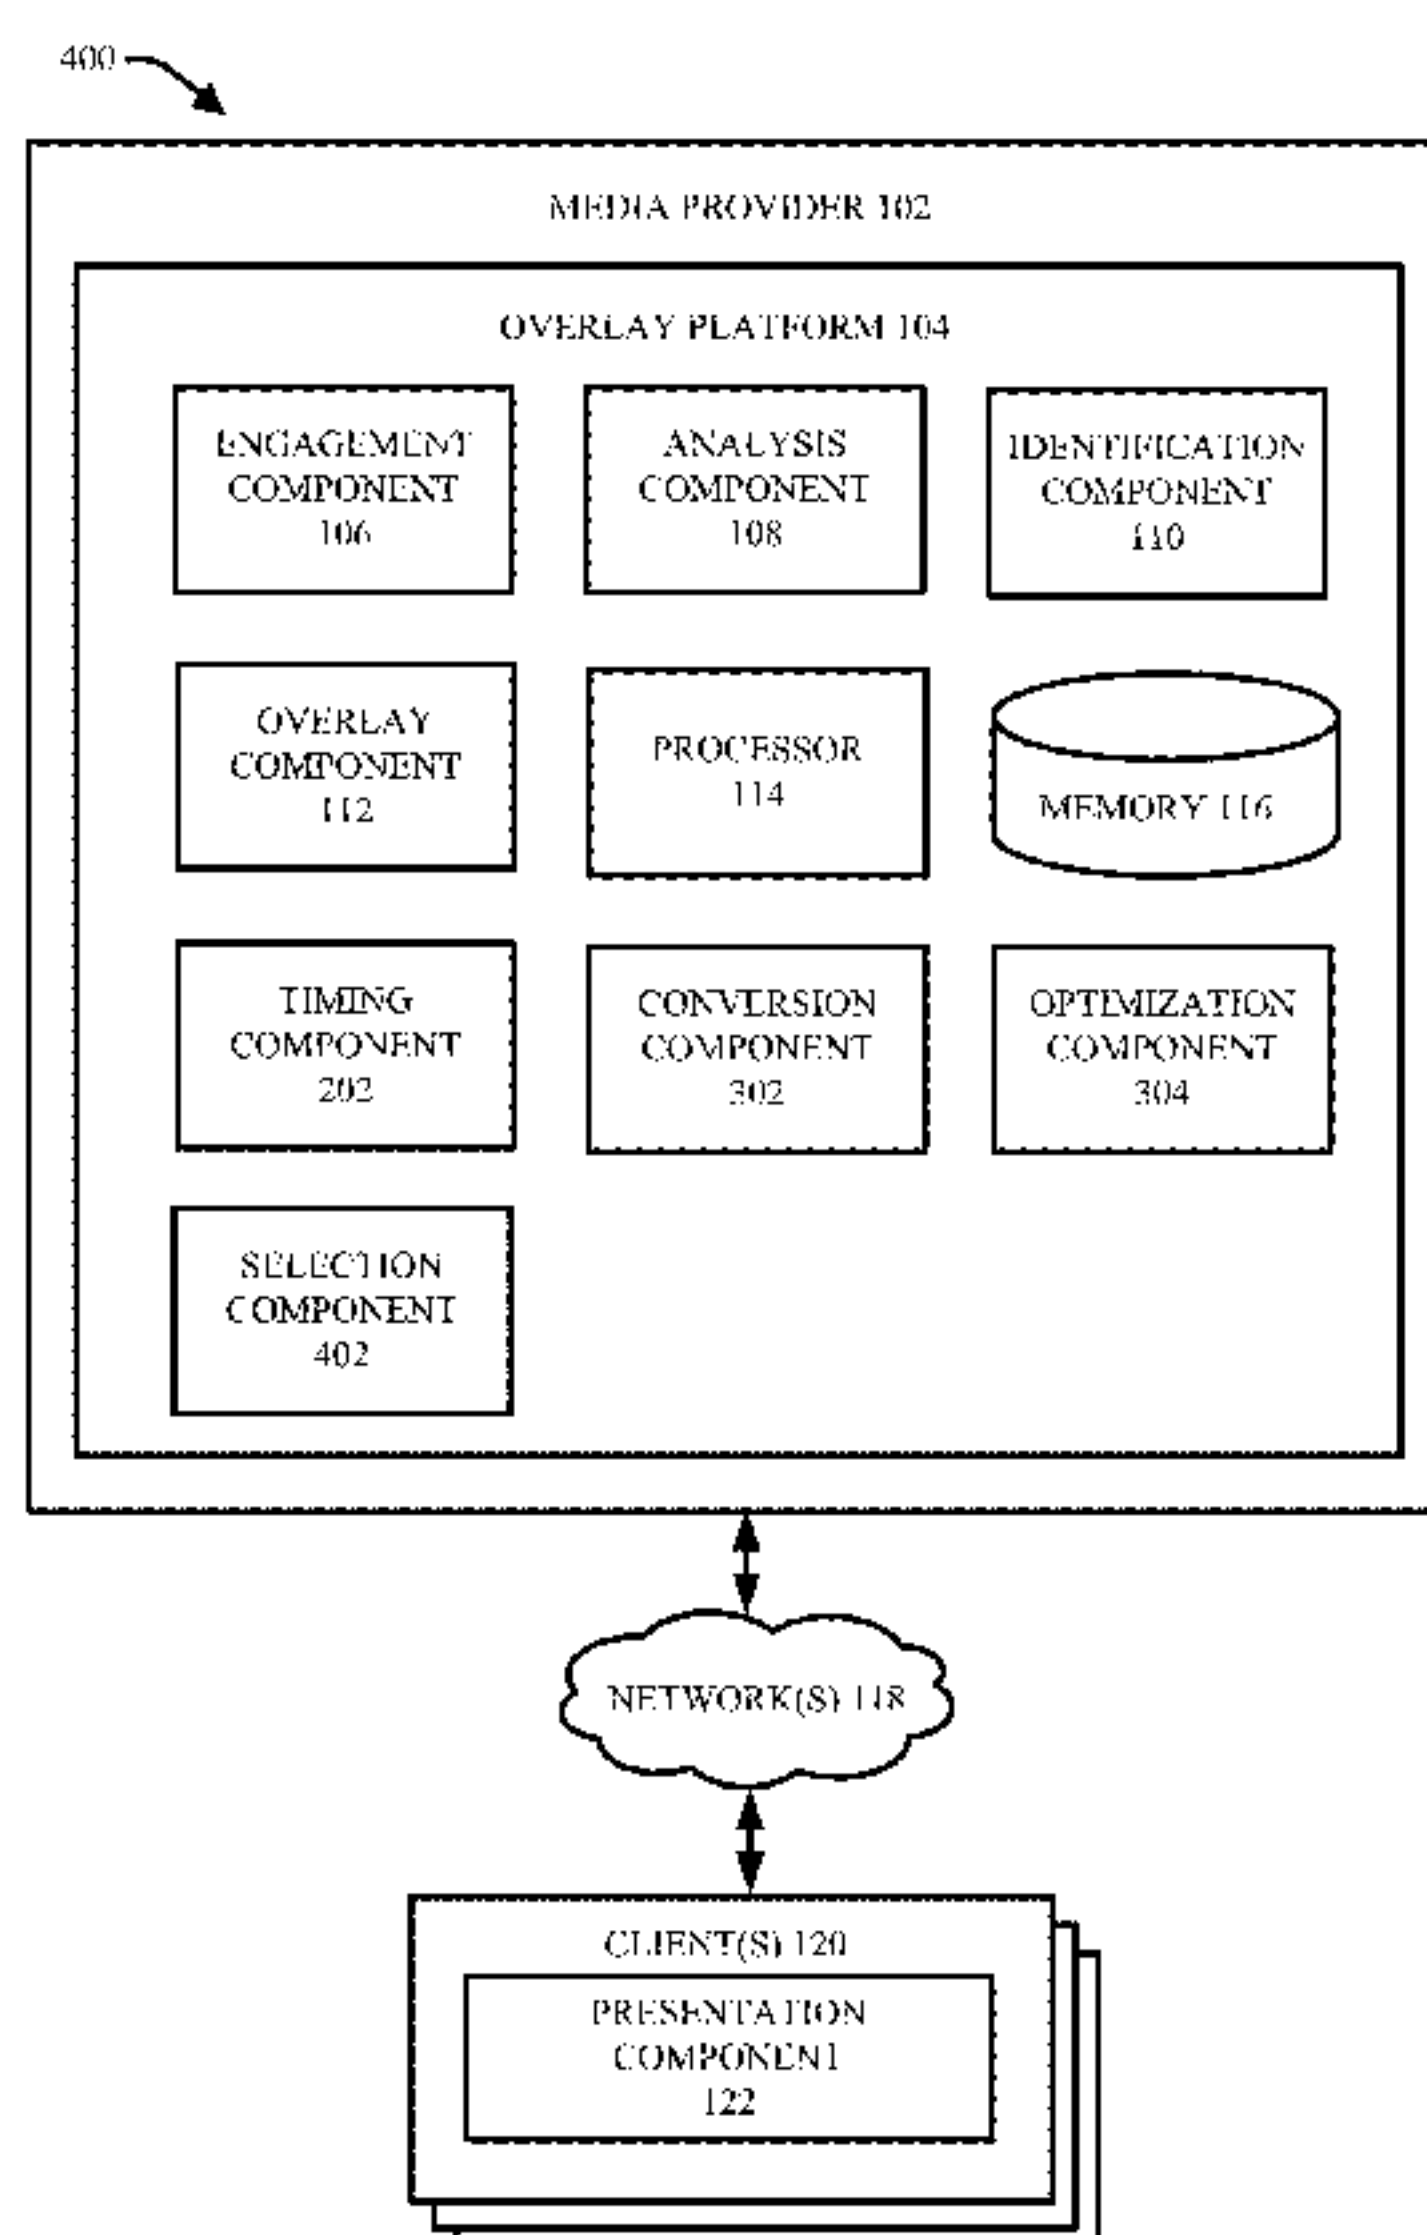 400
MEDIA PROVIDER 102
OVERLAY PLATFORM 104
ENGAGEMENT
COMPONENT
106
ANALYSIS
COMPONENT
108
IDENTIFICATION
COMPONENT
110
OVERLAY
COMPONENT
112
PROCESSOR
114
MEMORY 116
TIMING
COMPONENT
202
CONVERSION
COMPONENT
302
OPTIMIZATION
COMPONENT
304
SELECTION
COMPONENT
402
NETWORK(S) 118
CLIENT(S) 120
PRESENTATION
COMPONENT
122